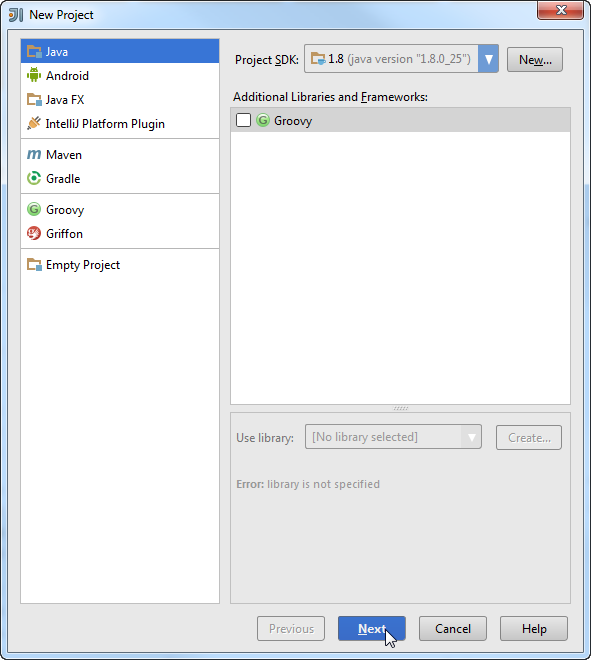 New Project
Java
Android
Java FX
IntelliJ Platform Plugin
Maven
Gradle
Groovy
Griffon
Empty Project
Project SDK: 1.8 (java version "1.8.0_25") New...
Additional Libraries and Frameworks:
Groovy
Use library: [No library selected] Create...
Error: library is not specified
Previous Next Cancel Help